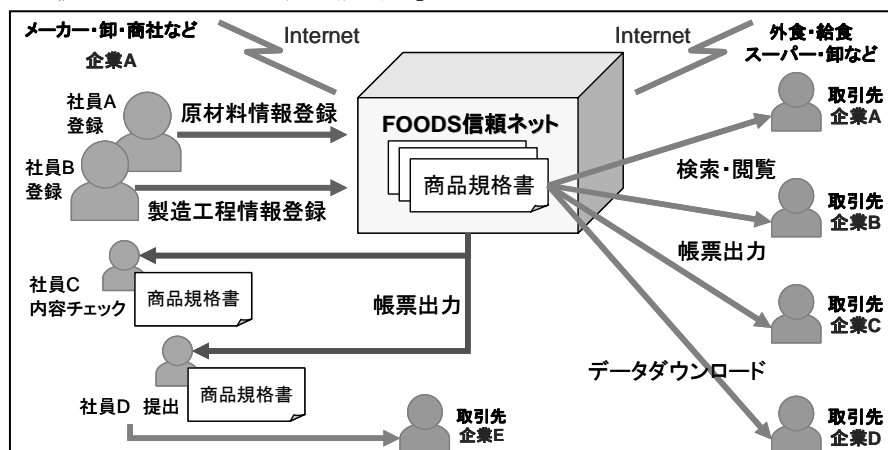 メーカー・卸・商社など
企業A
Internet
Internet
外食・給食
スーパー・卸など
社員A
登録
原材料情報登録
社員B
登録
製造工程情報登録
FOODS信頼ネット
商品規格書
取引先
企業A
検索・閲覧
取引先
企業B
帳票出力
取引先
企業C
データダウンロード
取引先
企業D
社員C
内容チェック
商品規格書
帳票出力
社員D 提出
商品規格書
取引先
企業E